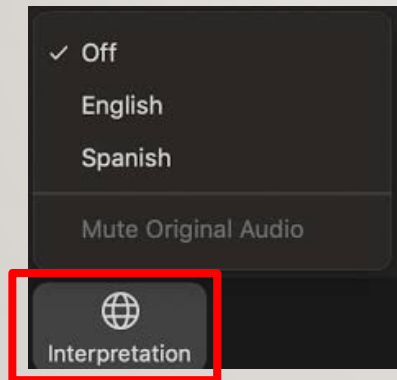 Off
English
Spanish
Mute Original Audio
Interpretation